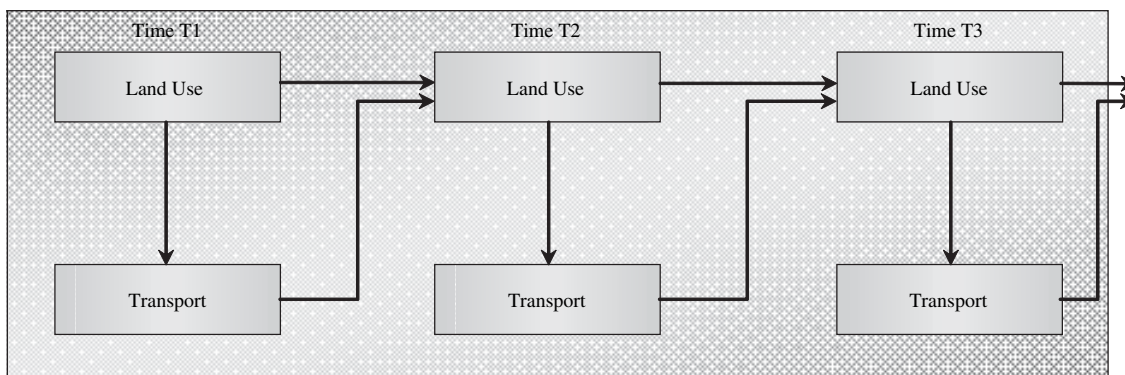 Time T1
Time T2
Time T3
Land Use
Land Use
Land Use
Transport
Transport
Transport